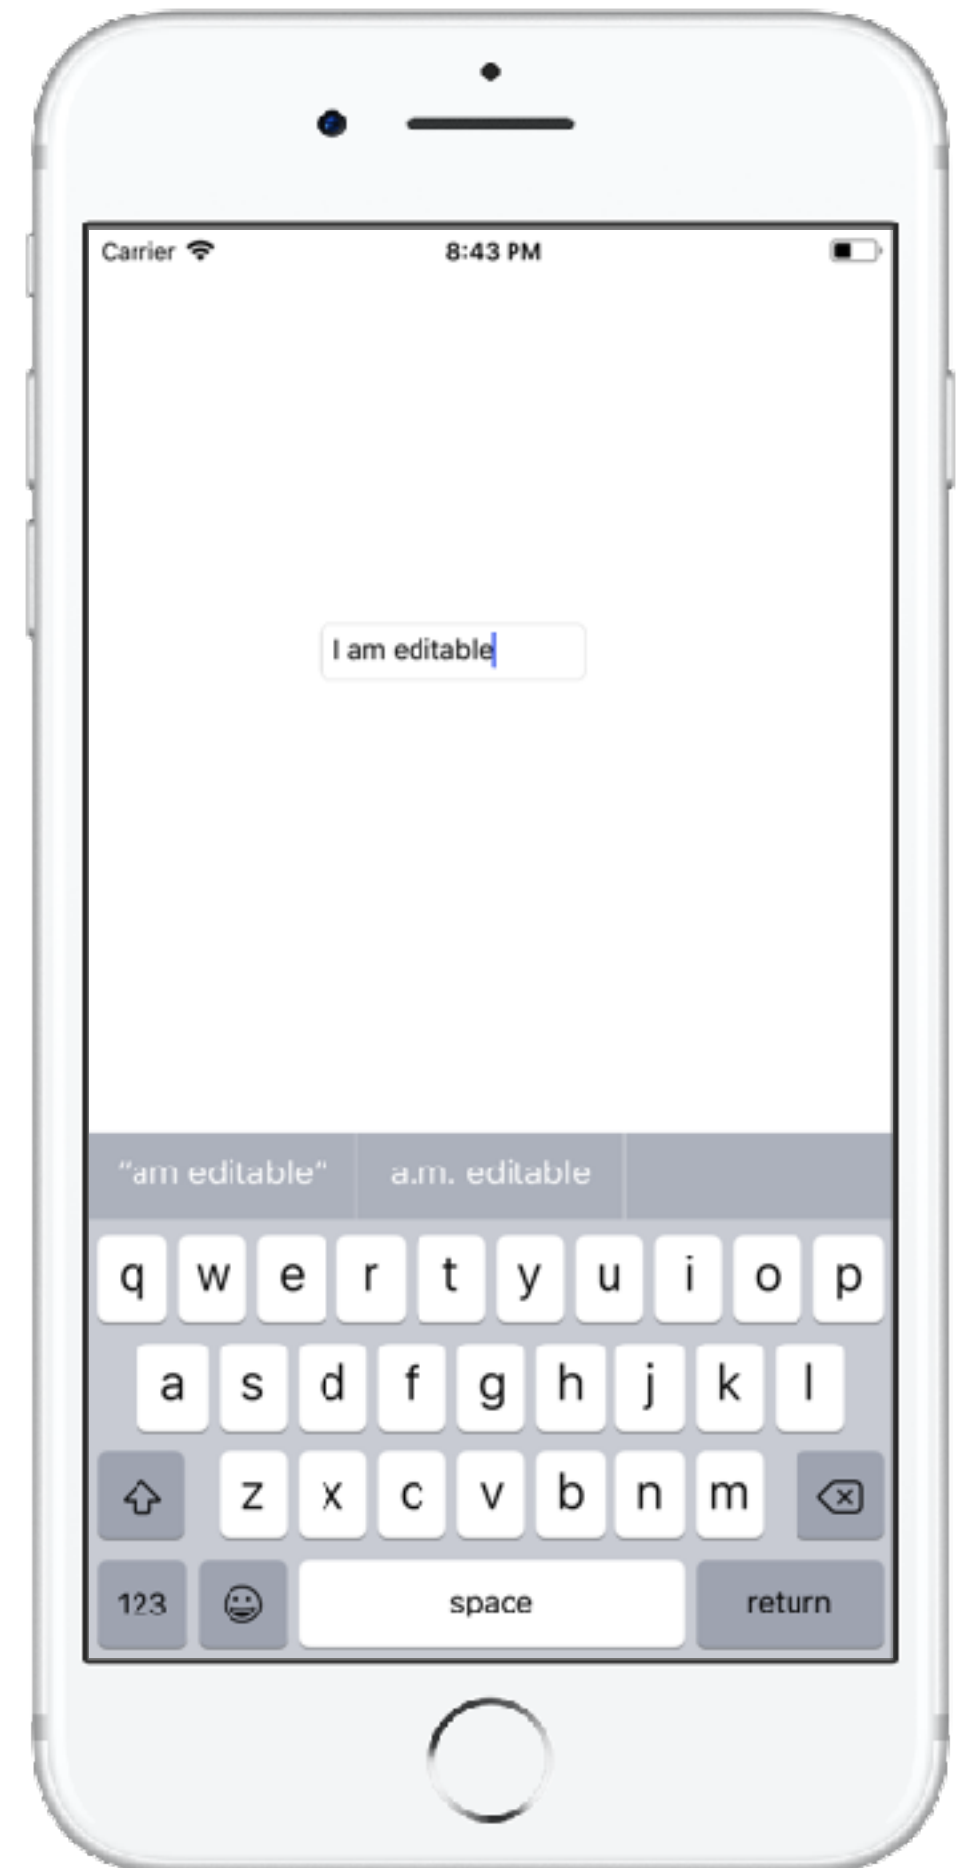 Carrier 8:43 PM
I am editable
“am editable” a.m. editable
q w e r t y u i o p
a s d f g h j k l
z x c v b n m
123 space return